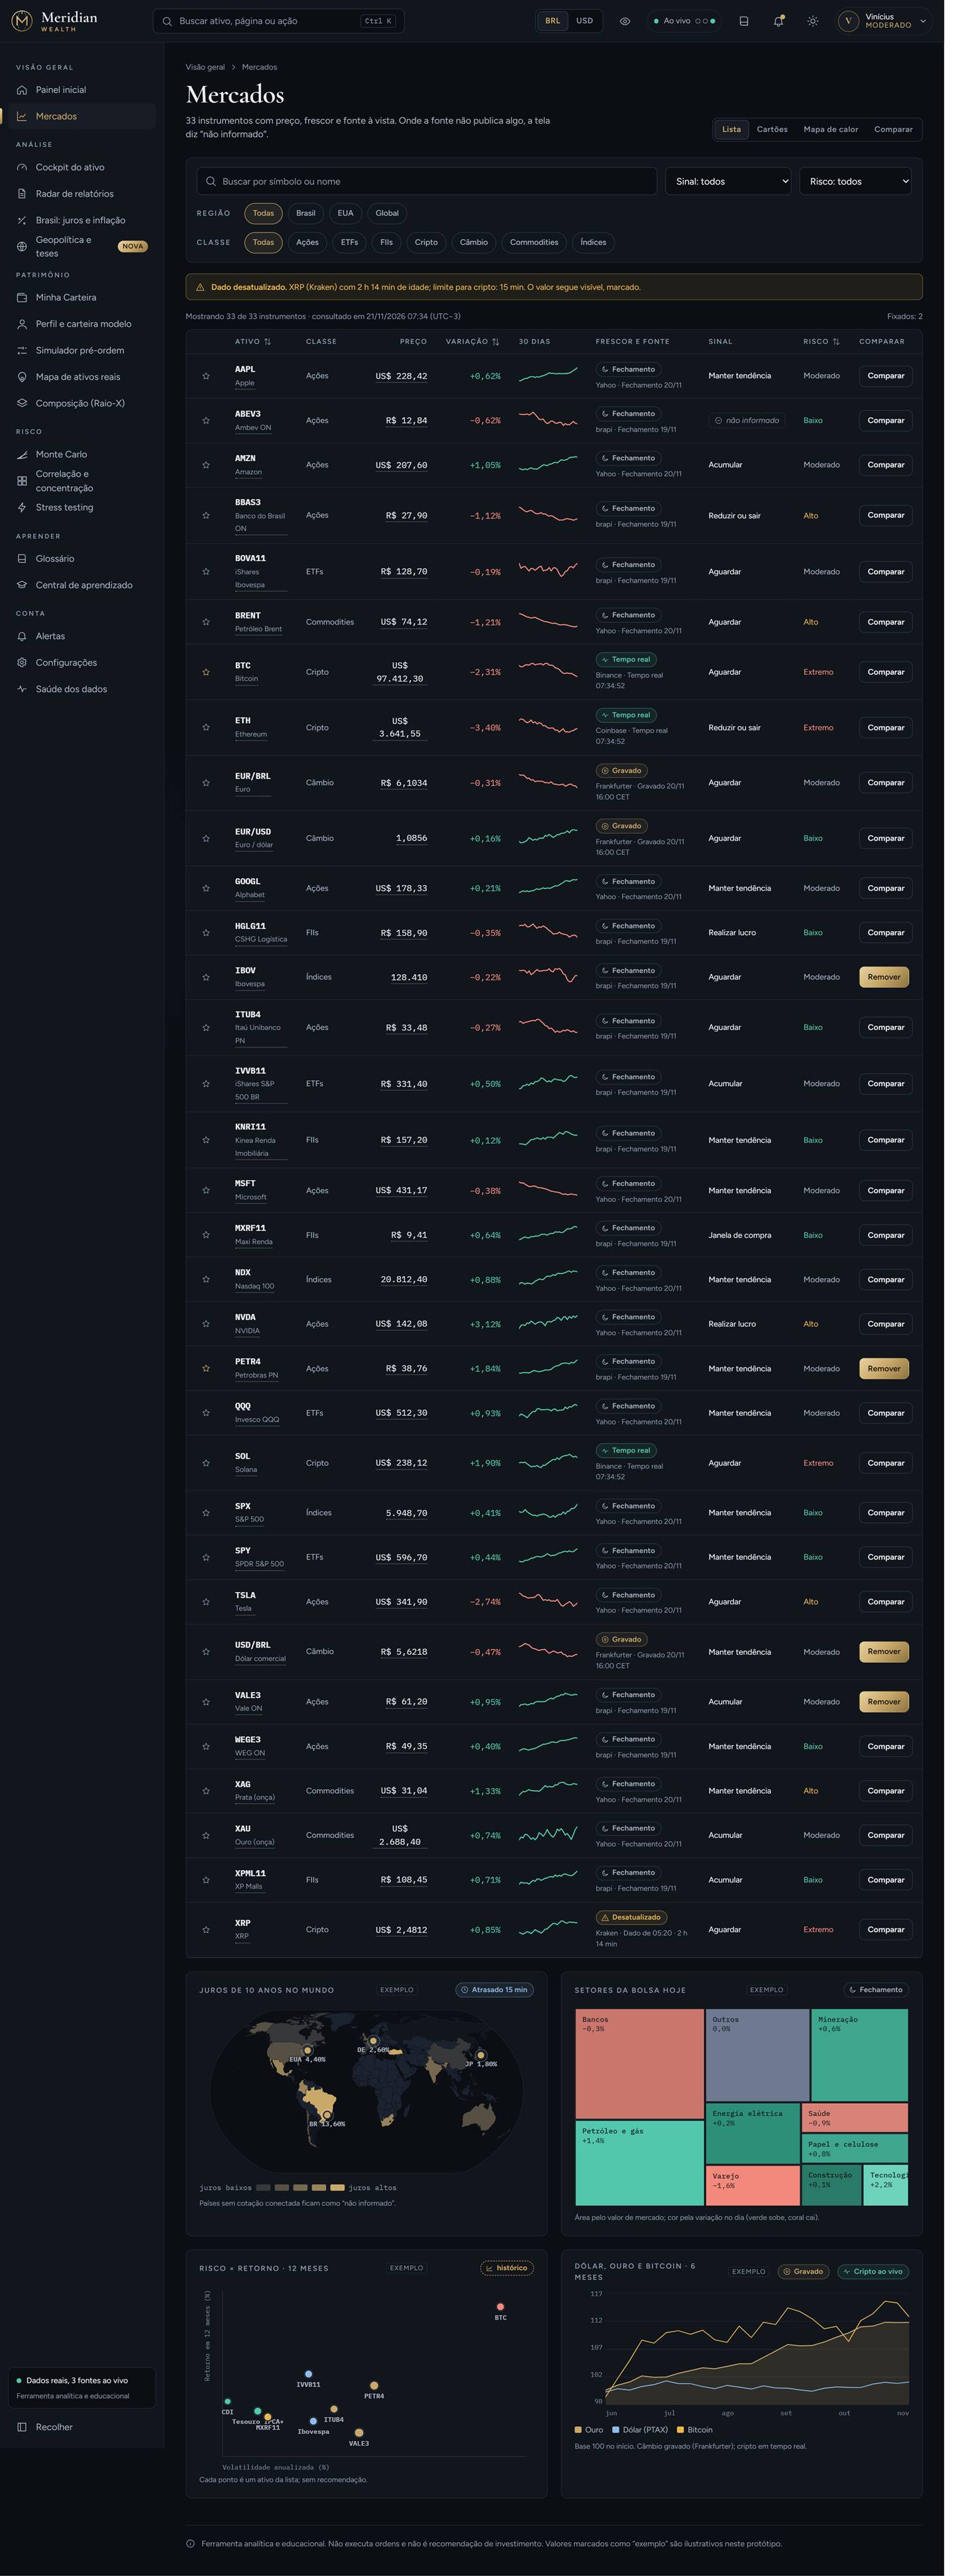 Meridian
WEALTH
Buscar ativo, página ou ação
Ctrl K
BRL
USD
Ao vivo
V
Vinícius
MODERADO
VISÃO GERAL
Painel inicial
Mercados
ANÁLISE
Cockpit do ativo
Radar de relatórios
Brasil: juros e inflação
Geopolítica e teses
NOVA
PATRIMÔNIO
Minha Carteira
Perfil e carteira modelo
Simulador pré-ordem
Mapa de ativos reais
Composição (Raio-X)
RISCO
Monte Carlo
Correlação e concentração
Stress testing
APRENDER
Glossário
Central de aprendizado
CONTA
Alertas
Configurações
Saúde dos dados
Dados reais, 3 fontes ao vivo
Ferramenta analítica e educacional
Recolher
Visão geral > Mercados
Mercados
33 instrumentos com preço, frescor e fonte à vista. Onde a fonte não publica algo, a tela
diz “não informado”.
Lista
Cartões
Mapa de calor
Comparar
Buscar por símbolo ou nome
Sinal: todos
Risco: todos
REGIÃO Todas Brasil EUA Global
CLASSE Todas Ações ETFs FIIs Cripto Câmbio Commodities Índices
Dado desatualizado. XRP (Kraken) com 2 h 14 min de idade; limite para cripto: 15 min. O valor segue visível, marcado.
Mostrando 33 de 33 instrumentos · consultado em 21/11/2026 07:34 (UTC−3)
Fixados: 2
ATIVO CLASSE PREÇO VARIAÇÃO 30 DIAS FRESCOR E FONTE SINAL RISCO COMPARAR
AAPL Apple Ações US$ 228,42 +0,62% Fechamento Yahoo · Fechamento 20/11 Manter tendência Moderado Comparar
ABEV3 Ambev ON Ações R$ 12,84 −0,62% Fechamento brapi · Fechamento 19/11 não informado Baixo Comparar
AMZN Amazon Ações US$ 207,60 +1,05% Fechamento Yahoo · Fechamento 20/11 Acumular Moderado Comparar
BBAS3 Banco do Brasil ON Ações R$ 27,90 −1,12% Fechamento brapi · Fechamento 19/11 Reduzir ou sair Alto Comparar
BOVA11 iShares Ibovespa ETFs R$ 128,70 −0,19% Fechamento brapi · Fechamento 19/11 Aguardar Moderado Comparar
BRENT Petróleo Brent Commodities US$ 74,12 −1,21% Fechamento Yahoo · Fechamento 20/11 Aguardar Alto Comparar
BTC Bitcoin Cripto US$ 97.412,30 −2,31% Tempo real Binance · Tempo real 07:34:52 Aguardar Extremo Comparar
ETH Ethereum Cripto US$ 3.641,55 −3,40% Tempo real Coinbase · Tempo real 07:34:52 Reduzir ou sair Extremo Comparar
EUR/BRL Euro Câmbio R$ 6,1034 −0,31% Gravado Frankfurter · Gravado 20/11 16:00 CET Aguardar Moderado Comparar
EUR/USD Euro / dólar Câmbio 1,0856 +0,16% Gravado Frankfurter · Gravado 20/11 16:00 CET Aguardar Baixo Comparar
GOOGL Alphabet Ações US$ 178,33 +0,21% Fechamento Yahoo · Fechamento 20/11 Manter tendência Moderado Comparar
HGLG11 CSHG Logística FIIs R$ 158,90 −0,35% Fechamento brapi · Fechamento 19/11 Realizar lucro Baixo Comparar
IBOV Ibovespa Índices 128.410 −0,22% Fechamento brapi · Fechamento 19/11 Aguardar Moderado Remover
ITUB4 Itaú Unibanco PN Ações R$ 33,48 −0,27% Fechamento brapi · Fechamento 19/11 Aguardar Baixo Comparar
IVVB11 iShares S&P 500 BR ETFs R$ 331,40 +0,50% Fechamento brapi · Fechamento 19/11 Acumular Moderado Comparar
KNRI11 Kinea Renda Imobiliária FIIs R$ 157,20 +0,12% Fechamento brapi · Fechamento 19/11 Manter tendência Baixo Comparar
MSFT Microsoft Ações US$ 431,17 −0,38% Fechamento Yahoo · Fechamento 20/11 Manter tendência Moderado Comparar
MXRF11 Maxi Renda FIIs R$ 9,41 +0,64% Fechamento brapi · Fechamento 19/11 Janela de compra Baixo Comparar
NDX Nasdaq 100 Índices 20.812,40 +0,88% Fechamento Yahoo · Fechamento 20/11 Manter tendência Moderado Comparar
NVDA NVIDIA Ações US$ 142,08 +3,12% Fechamento Yahoo · Fechamento 20/11 Realizar lucro Alto Comparar
PETR4 Petrobras PN Ações R$ 38,76 +1,84% Fechamento brapi · Fechamento 19/11 Manter tendência Moderado Remover
QQQ Invesco QQQ ETFs US$ 512,30 +0,93% Fechamento Yahoo · Fechamento 20/11 Manter tendência Moderado Comparar
SOL Solana Cripto US$ 238,12 +1,90% Tempo real Binance · Tempo real 07:34:52 Aguardar Extremo Comparar
SPX S&P 500 Índices 5.948,70 +0,41% Fechamento Yahoo · Fechamento 20/11 Manter tendência Baixo Comparar
SPY SPDR S&P 500 ETFs US$ 596,70 +0,44% Fechamento Yahoo · Fechamento 20/11 Manter tendência Baixo Comparar
TSLA Tesla Ações US$ 341,90 −2,74% Fechamento Yahoo · Fechamento 20/11 Aguardar Alto Comparar
USD/BRL Dólar comercial Câmbio R$ 5,6218 −0,47% Gravado Frankfurter · Gravado 20/11 16:00 CET Manter tendência Moderado Remover
VALE3 Vale ON Ações R$ 61,20 +0,95% Fechamento brapi · Fechamento 19/11 Acumular Moderado Remover
WEGE3 WEG ON Ações R$ 49,35 +0,40% Fechamento brapi · Fechamento 19/11 Manter tendência Baixo Comparar
XAG Prata (onça) Commodities US$ 31,04 +1,33% Fechamento Yahoo · Fechamento 20/11 Manter tendência Alto Comparar
XAU Ouro (onça) Commodities US$ 2.688,40 +0,74% Fechamento Yahoo · Fechamento 20/11 Acumular Moderado Comparar
XPML11 XP Malls FIIs R$ 108,45 +0,71% Fechamento brapi · Fechamento 19/11 Acumular Baixo Comparar
XRP XRP Cripto US$ 2,4812 +0,85% Desatualizado Kraken · Dado de 05:20 · 2 h 14 min Aguardar Extremo Comparar
JUROS DE 10 ANOS NO MUNDO
EXEMPLO
Atrasado 15 min
EUA 4,40%
DE 2,60%
JP 1,80%
BR 13,60%
juros baixos
juros altos
Países sem cotação conectada ficam como “não informado”.
SETORES DA BOLSA HOJE
EXEMPLO
Fechamento
Bancos
−0,3%
Outros
0,0%
Mineração
+0,6%
Petróleo e gás
+1,4%
Energia elétrica
+0,2%
Saúde
−0,9%
Papel e celulose
+0,8%
Varejo
−1,6%
Construção
+0,1%
Tecnologi
+2,2%
Área pelo valor de mercado; cor pela variação no dia (verde sobe, coral cai).
RISCO × RETORNO · 12 MESES
EXEMPLO
histórico
Retorno em 12 meses (%)
BTC
IVVB11
PETR4
CDI
Tesouro IPCA+
MXRF11
ITUB4
Ibovespa
VALE3
Volatilidade anualizada (%)
Cada ponto é um ativo da lista; sem recomendação.
DÓLAR, OURO E BITCOIN · 6 MESES
EXEMPLO
Gravado
Cripto ao vivo
117
112
107
102
98
jun jul ago set out nov
Ouro Dólar (PTAX) Bitcoin
Base 100 no início. Câmbio gravado (Frankfurter); cripto em tempo real.
Ferramenta analítica e educacional. Não executa ordens e não é recomendação de investimento. Valores marcados como “exemplo” são ilustrativos neste protótipo.